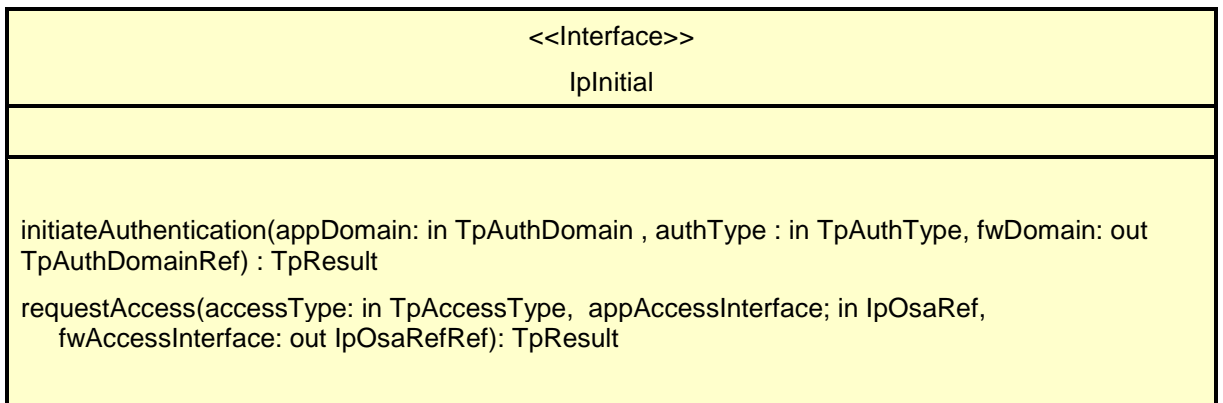 <<Interface>>
IpInitial
initiateAuthentication(appDomain: in TpAuthDomain , authType : in TpAuthType, fwDomain: out
TpAuthDomainRef) : TpResult
requestAccess(accessType: in TpAccessType, appAccessInterface; in IpOsaRef,
fwAccessInterface: out IpOsaRefRef): TpResult